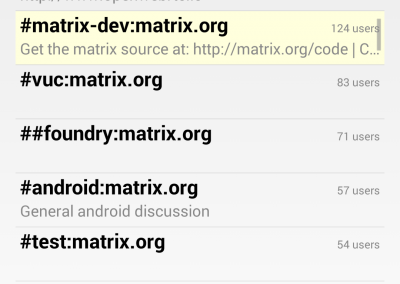 #matrix-dev:matrix.org 124 users
Get the matrix source at: http://matrix.org/code | C...
#vuc:matrix.org 83 users
##foundry:matrix.org 71 users
#android:matrix.org 57 users
General android discussion
#test:matrix.org 54 users